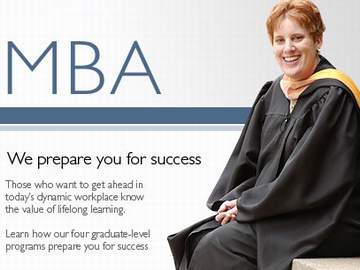 MBA
We prepare you for success
Those who want to get ahead in
today's dynamic workplace know
the value of lifelong learning.
Learn how our four graduate-level
programs prepare you for success